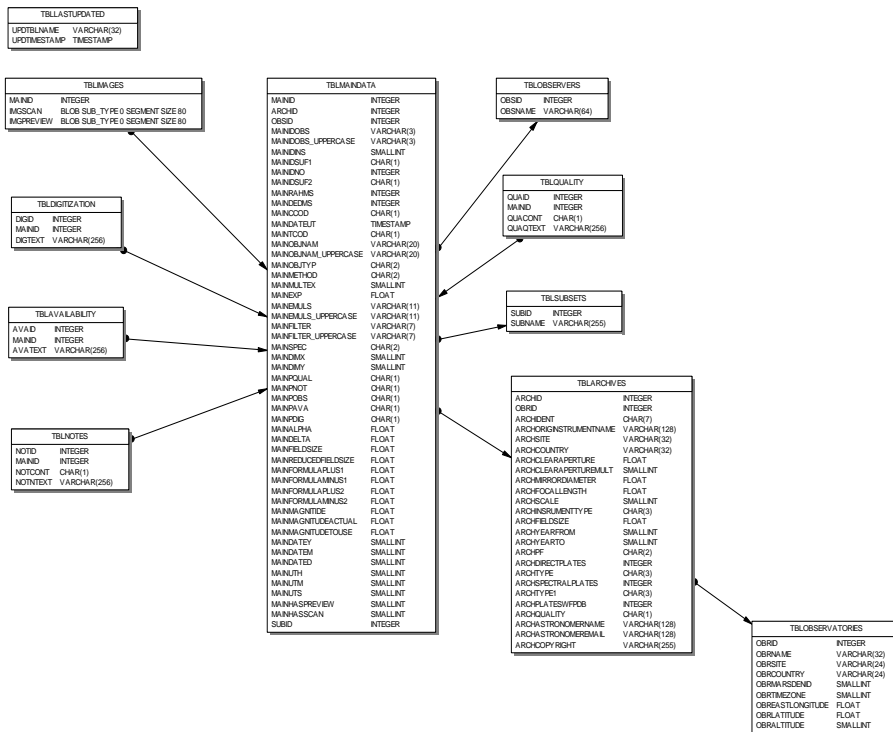 TBLLASTUPDATED
UPDTBLNAME VARCHAR(32)
UPDTIMESTAMP TIMESTAMP
TBLIMAGES
MAINID INTEGER
IMGSCAN BLOB SUB_TYPE 0 SEGMENT SIZE 80
IMGPREVIEW BLOB SUB_TYPE 0 SEGMENT SIZE 80
TBLDIGITIZATION
DIGID INTEGER
MAINID INTEGER
DIGTEXT VARCHAR(256)
TBLAVAILABILITY
AVAID INTEGER
MAINID INTEGER
AVATEXT VARCHAR(256)
TBLNOTES
NOTID INTEGER
MAINID INTEGER
NOTCONT CHAR(1)
NOTNTEXT VARCHAR(256)
TBLMAINDATA
MAINID INTEGER
ARCHID INTEGER
OBSID INTEGER
MAINIDOBS VARCHAR(3)
MAINIDOBS_UPPERCASE VARCHAR(3)
MAINIDINS SMALLINT
MAINIDSUF1 CHAR(1)
MAINIDNO INTEGER
MAINIDSUF2 CHAR(1)
MAINRAHMS INTEGER
MAINDEDMS INTEGER
MAINCCOD CHAR(1)
MAINDATEUT TIMESTAMP
MAINTCOD CHAR(1)
MAINOBJNAM VARCHAR(20)
MAINOBJNAM_UPPERCASE VARCHAR(20)
MAINOBJTYP CHAR(2)
MAINMETHOD CHAR(2)
MAINMULTEX SMALLINT
MAINEXP FLOAT
MAINEMULS VARCHAR(11)
MAINEMULS_UPPERCASE VARCHAR(11)
MAINFILTER VARCHAR(7)
MAINFILTER_UPPERCASE VARCHAR(7)
MAINSPEC CHAR(2)
MAINDIMX SMALLINT
MAINDIMY SMALLINT
MAINPQUAL CHAR(1)
MAINPNOT CHAR(1)
MAINPOBS CHAR(1)
MAINPAVA CHAR(1)
MAINPDIG CHAR(1)
MAINALPHA FLOAT
MAINDELTA FLOAT
MAINFIELDSIZE FLOAT
MAINREDUCEDFIELDSIZE FLOAT
MAINFORMULAPLUS1 FLOAT
MAINFORMULAMINUS1 FLOAT
MAINFORMULAPLUS2 FLOAT
MAINFORMULAMINUS2 FLOAT
MAINMAGNITIDE FLOAT
MAINMAGNITUDEACTUAL FLOAT
MAINMAGNITUDETOUSE FLOAT
MAINDATEY SMALLINT
MAINDATEM SMALLINT
MAINDATED SMALLINT
MAINUTH SMALLINT
MAINUTM SMALLINT
MAINUTS SMALLINT
MAINHASPREVIEW SMALLINT
MAINHASSCAN SMALLINT
SUBID INTEGER
TBLOBSERVERS
OBSID INTEGER
OBSNAME VARCHAR(64)
TBLQUALITY
QUAID INTEGER
MAINID INTEGER
QUACONT CHAR(1)
QUAQTEXT VARCHAR(256)
TBLSUBSETS
SUBID INTEGER
SUBNAME VARCHAR(255)
TBLARCHIVES
ARCHID INTEGER
OBRID INTEGER
ARCHIDENT CHAR(7)
ARCHORIGINSTRUMENTNAME VARCHAR(128)
ARCHSITE VARCHAR(32)
ARCHCOUNTRY VARCHAR(32)
ARCHCLEARAPERTURE FLOAT
ARCHCLEARAPERTUREMULT SMALLINT
ARCHMIRRORDIAMETER FLOAT
ARCHFOCALLENGTH FLOAT
ARCHSCALE SMALLINT
ARCHINSRUMENTTYPE CHAR(3)
ARCHFIELDSIZE FLOAT
ARCHYEARFROM SMALLINT
ARCHYEARTO SMALLINT
ARCHPF CHAR(2)
ARCHDIRECTPLATES INTEGER
ARCHTYPE CHAR(3)
ARCHSPECTRALPLATES INTEGER
ARCHTYPE1 CHAR(3)
ARCHPLATESWFPDB INTEGER
ARCHQUALITY CHAR(1)
ARCHASTRONOMERNAME VARCHAR(128)
ARCHASTRONOMEREMAIL VARCHAR(128)
ARCHCOPYRIGHT VARCHAR(255)
TBLOBSERVATORIES
OBRID INTEGER
OBRNAME VARCHAR(32)
OBRSITE VARCHAR(24)
OBRCOUNTRY VARCHAR(24)
OBRMARSDENID SMALLINT
OBRTIMEZONE SMALLINT
OBREASTLONGITUDE FLOAT
OBRLATITUDE FLOAT
OBRALTITUDE SMALLINT